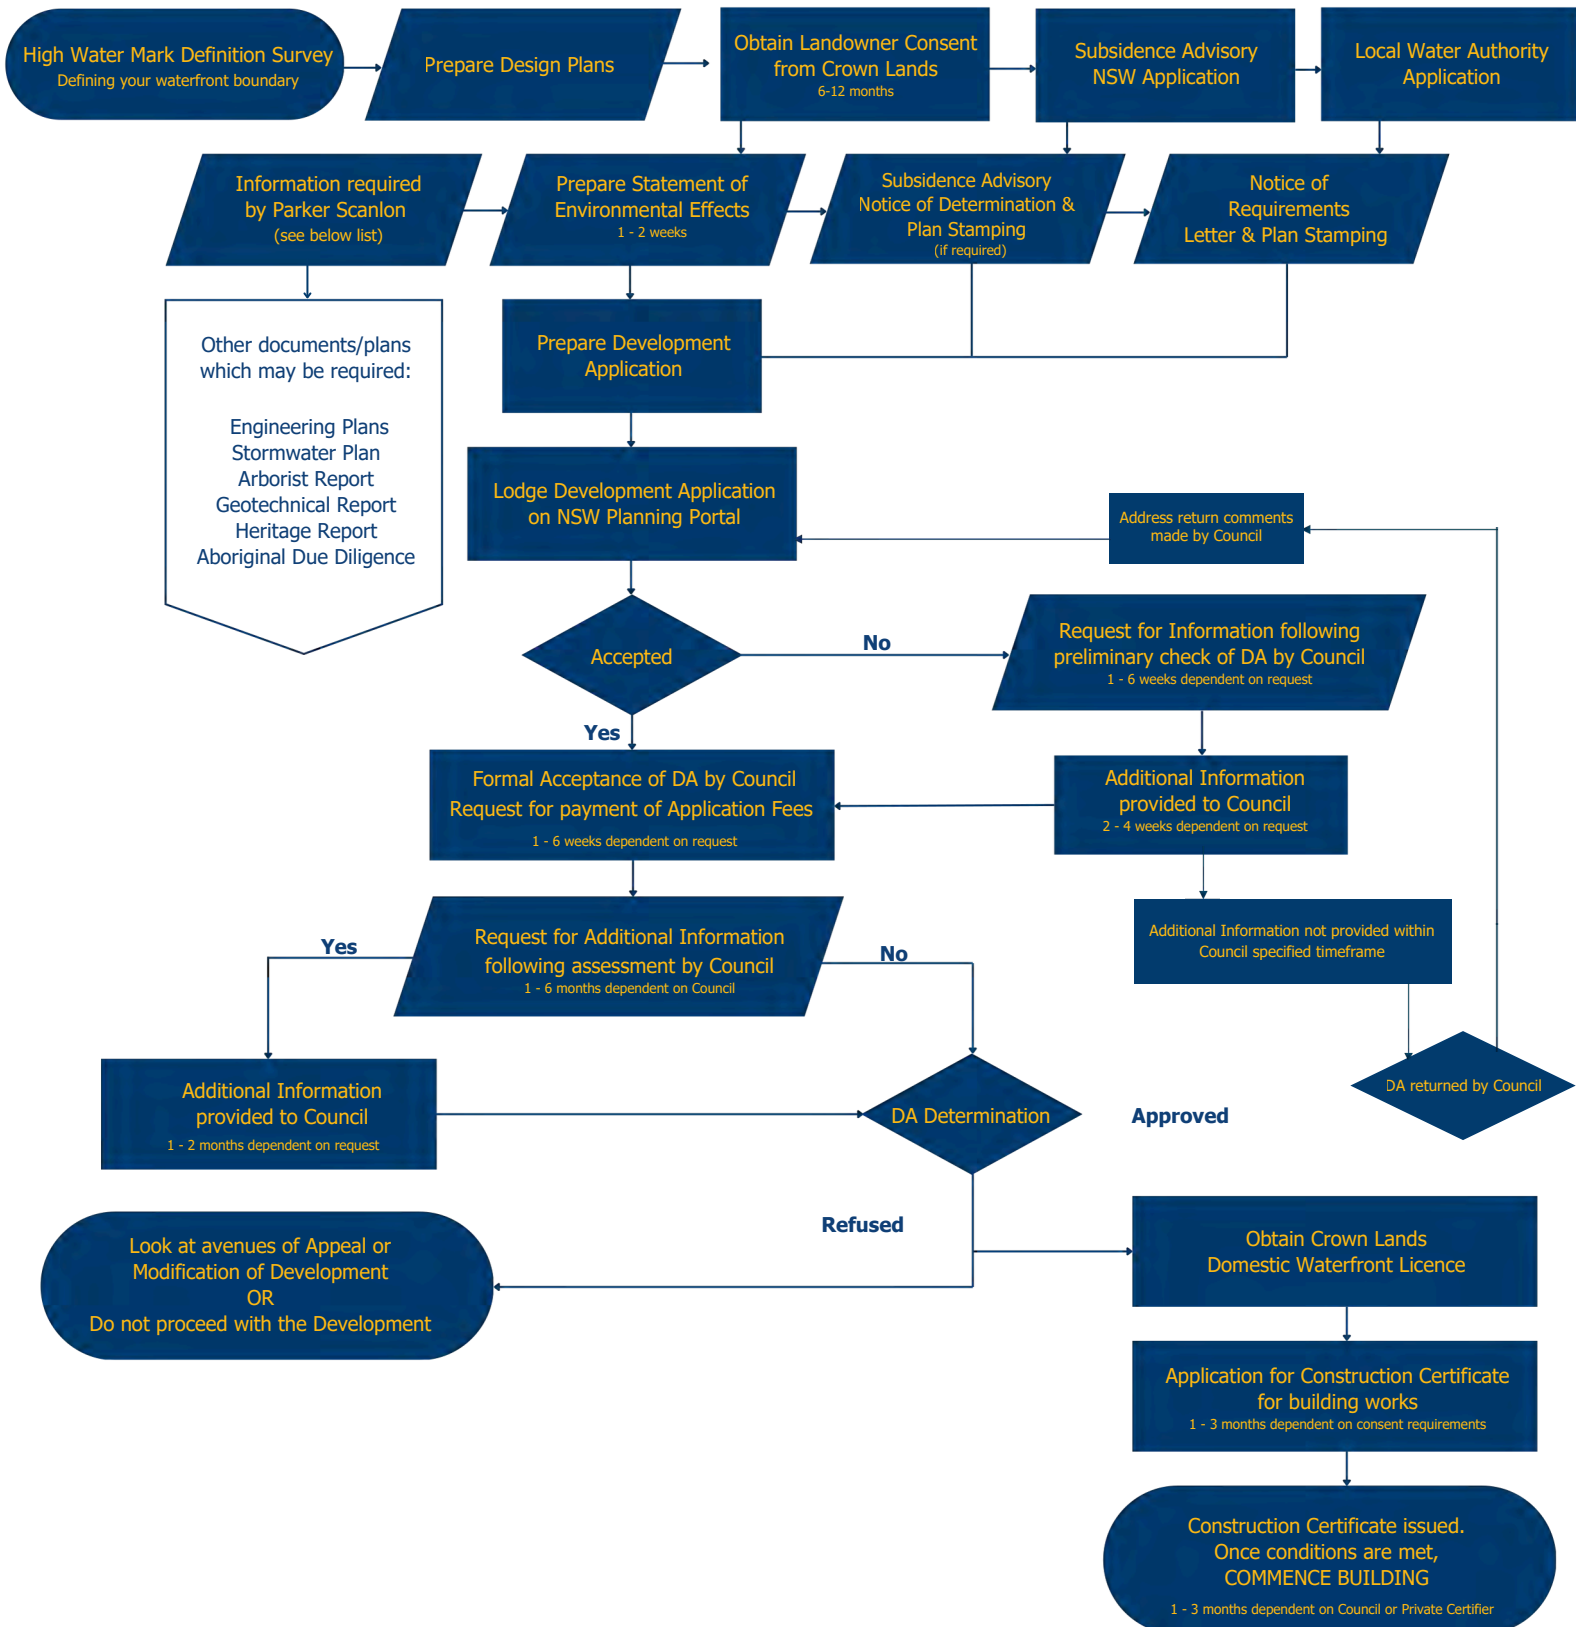 High Water Mark Definition Survey
Defining your waterfront boundary
Prepare Design Plans
Obtain Landowner Consent
from Crown Lands
6-12 months
Subsidence Advisory
NSW Application
Local Water Authority
Application
Information required
by Parker Scanlon
(see below list)
Prepare Statement of
Environmental Effects
1 - 2 weeks
Subsidence Advisory
Notice of Determination &
Plan Stamping
(if required)
Notice of
Requirements
Letter & Plan Stamping
Other documents/plans
which may be required:
Engineering Plans
Stormwater Plan
Arborist Report
Geotechnical Report
Heritage Report
Aboriginal Due Diligence
Prepare Development
Application
Lodge Development Application
on NSW Planning Portal
Address return comments
made by Council
Accepted
No
Request for Information following
preliminary check of DA by Council
1 - 6 weeks dependent on request
Yes
Formal Acceptance of DA by Council
Request for payment of Application Fees
1 - 6 weeks dependent on request
Additional Information
provided to Council
2 - 4 weeks dependent on request
Additional Information not provided within
Council specified timeframe
Yes
Request for Additional Information
following assessment by Council
1 - 6 months dependent on Council
No
DA returned by Council
Additional Information
provided to Council
1 - 2 months dependent on request
DA Determination
Approved
Refused
Look at avenues of Appeal or
Modification of Development
OR
Do not proceed with the Development
Obtain Crown Lands
Domestic Waterfront Licence
Application for Construction Certificate
for building works
1 - 3 months dependent on consent requirements
Construction Certificate issued.
Once conditions are met,
COMMENCE BUILDING
1 - 3 months dependent on Council or Private Certifier